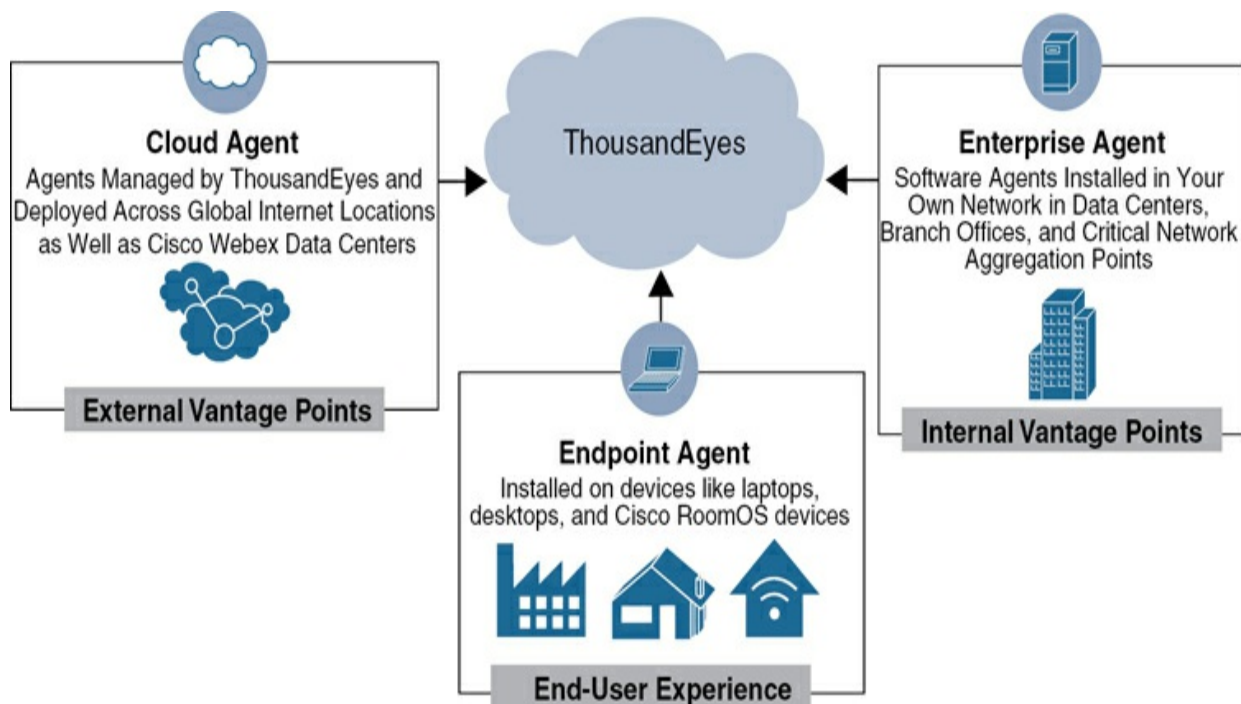 ThousandEyes
Cloud Agent
Agents Managed by ThousandEyes and
Deployed Across Global Internet Locations
as Well as Cisco Webex Data Centers
External Vantage Points
Enterprise Agent
Software Agents Installed in Your
Own Network in Data Centers,
Branch Offices, and Critical Network
Aggregation Points
Internal Vantage Points
Endpoint Agent
Installed on devices like laptops,
desktops, and Cisco RoomOS devices
End-User Experience